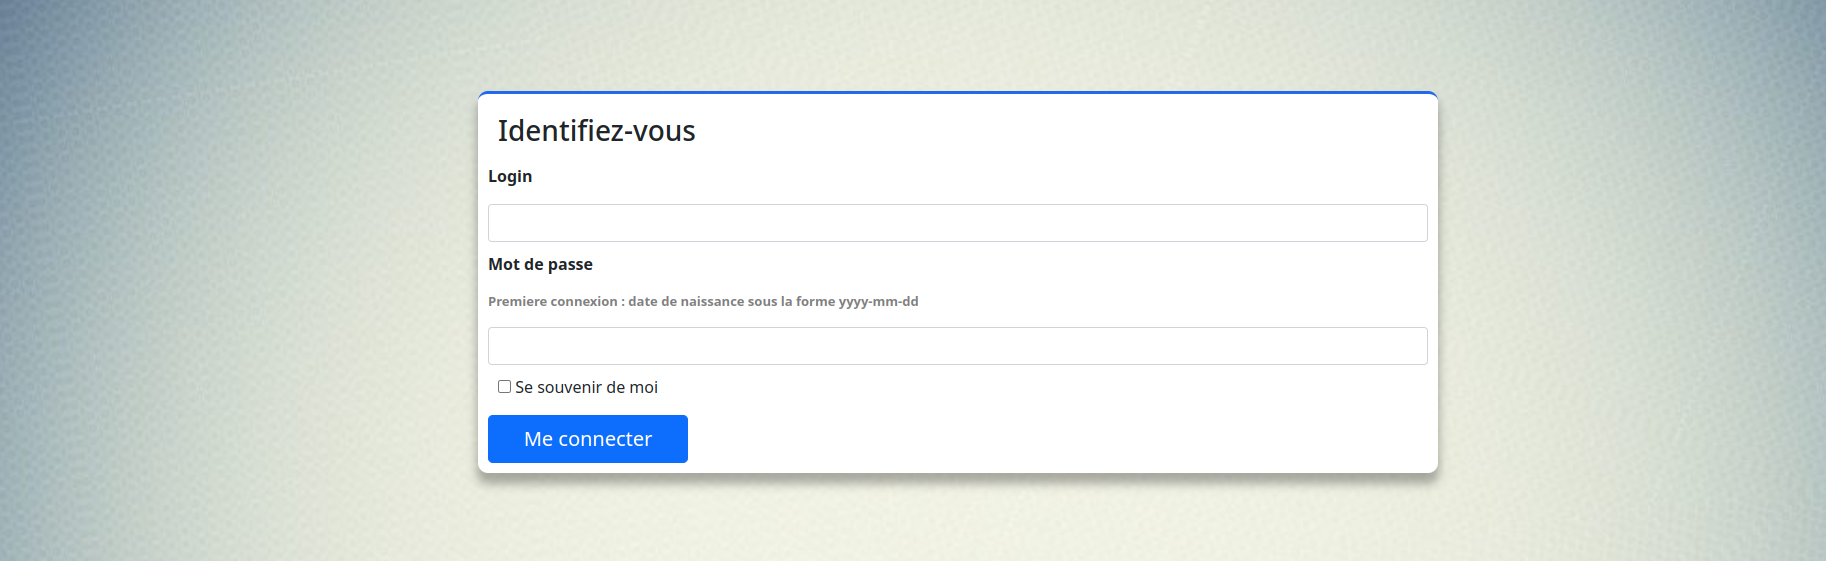 Identifiez-vous
Login
Mot de passe
Premiere connexion : date de naissance sous la forme yyyy-mm-dd
Se souvenir de moi
Me connecter